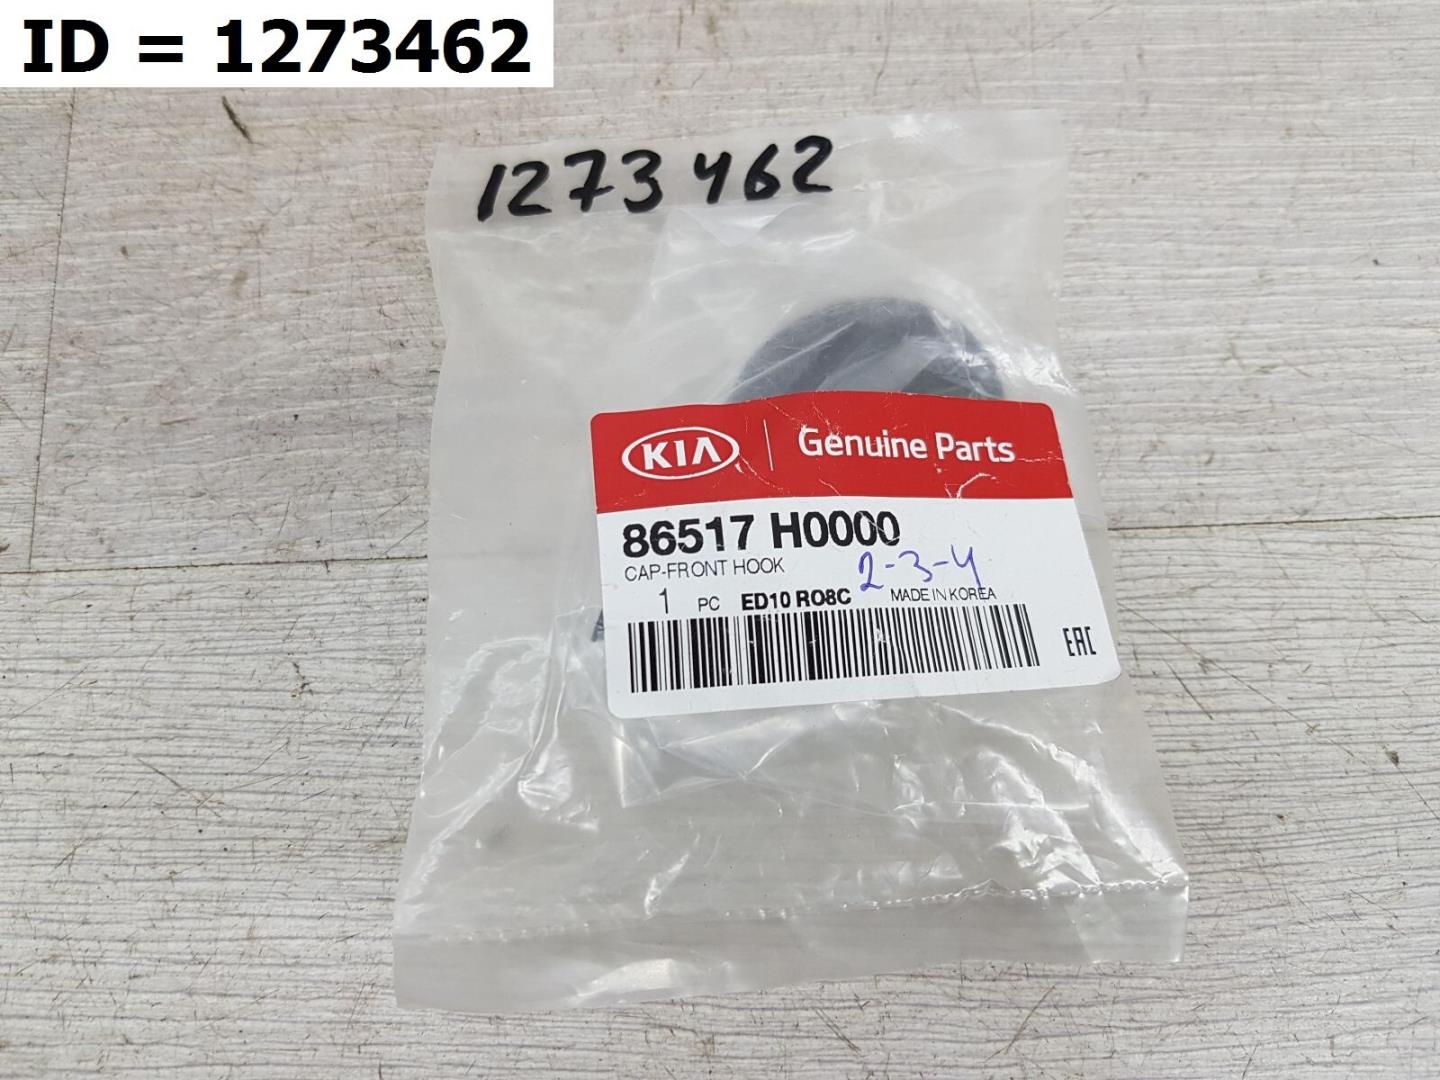 ID = 1273462
1273462
KIA Genuine Parts
86517 H0000
CAP-FRONT HOOK
2-3-4
1 PC ED10 RO8C MADE IN KOREA
EAC